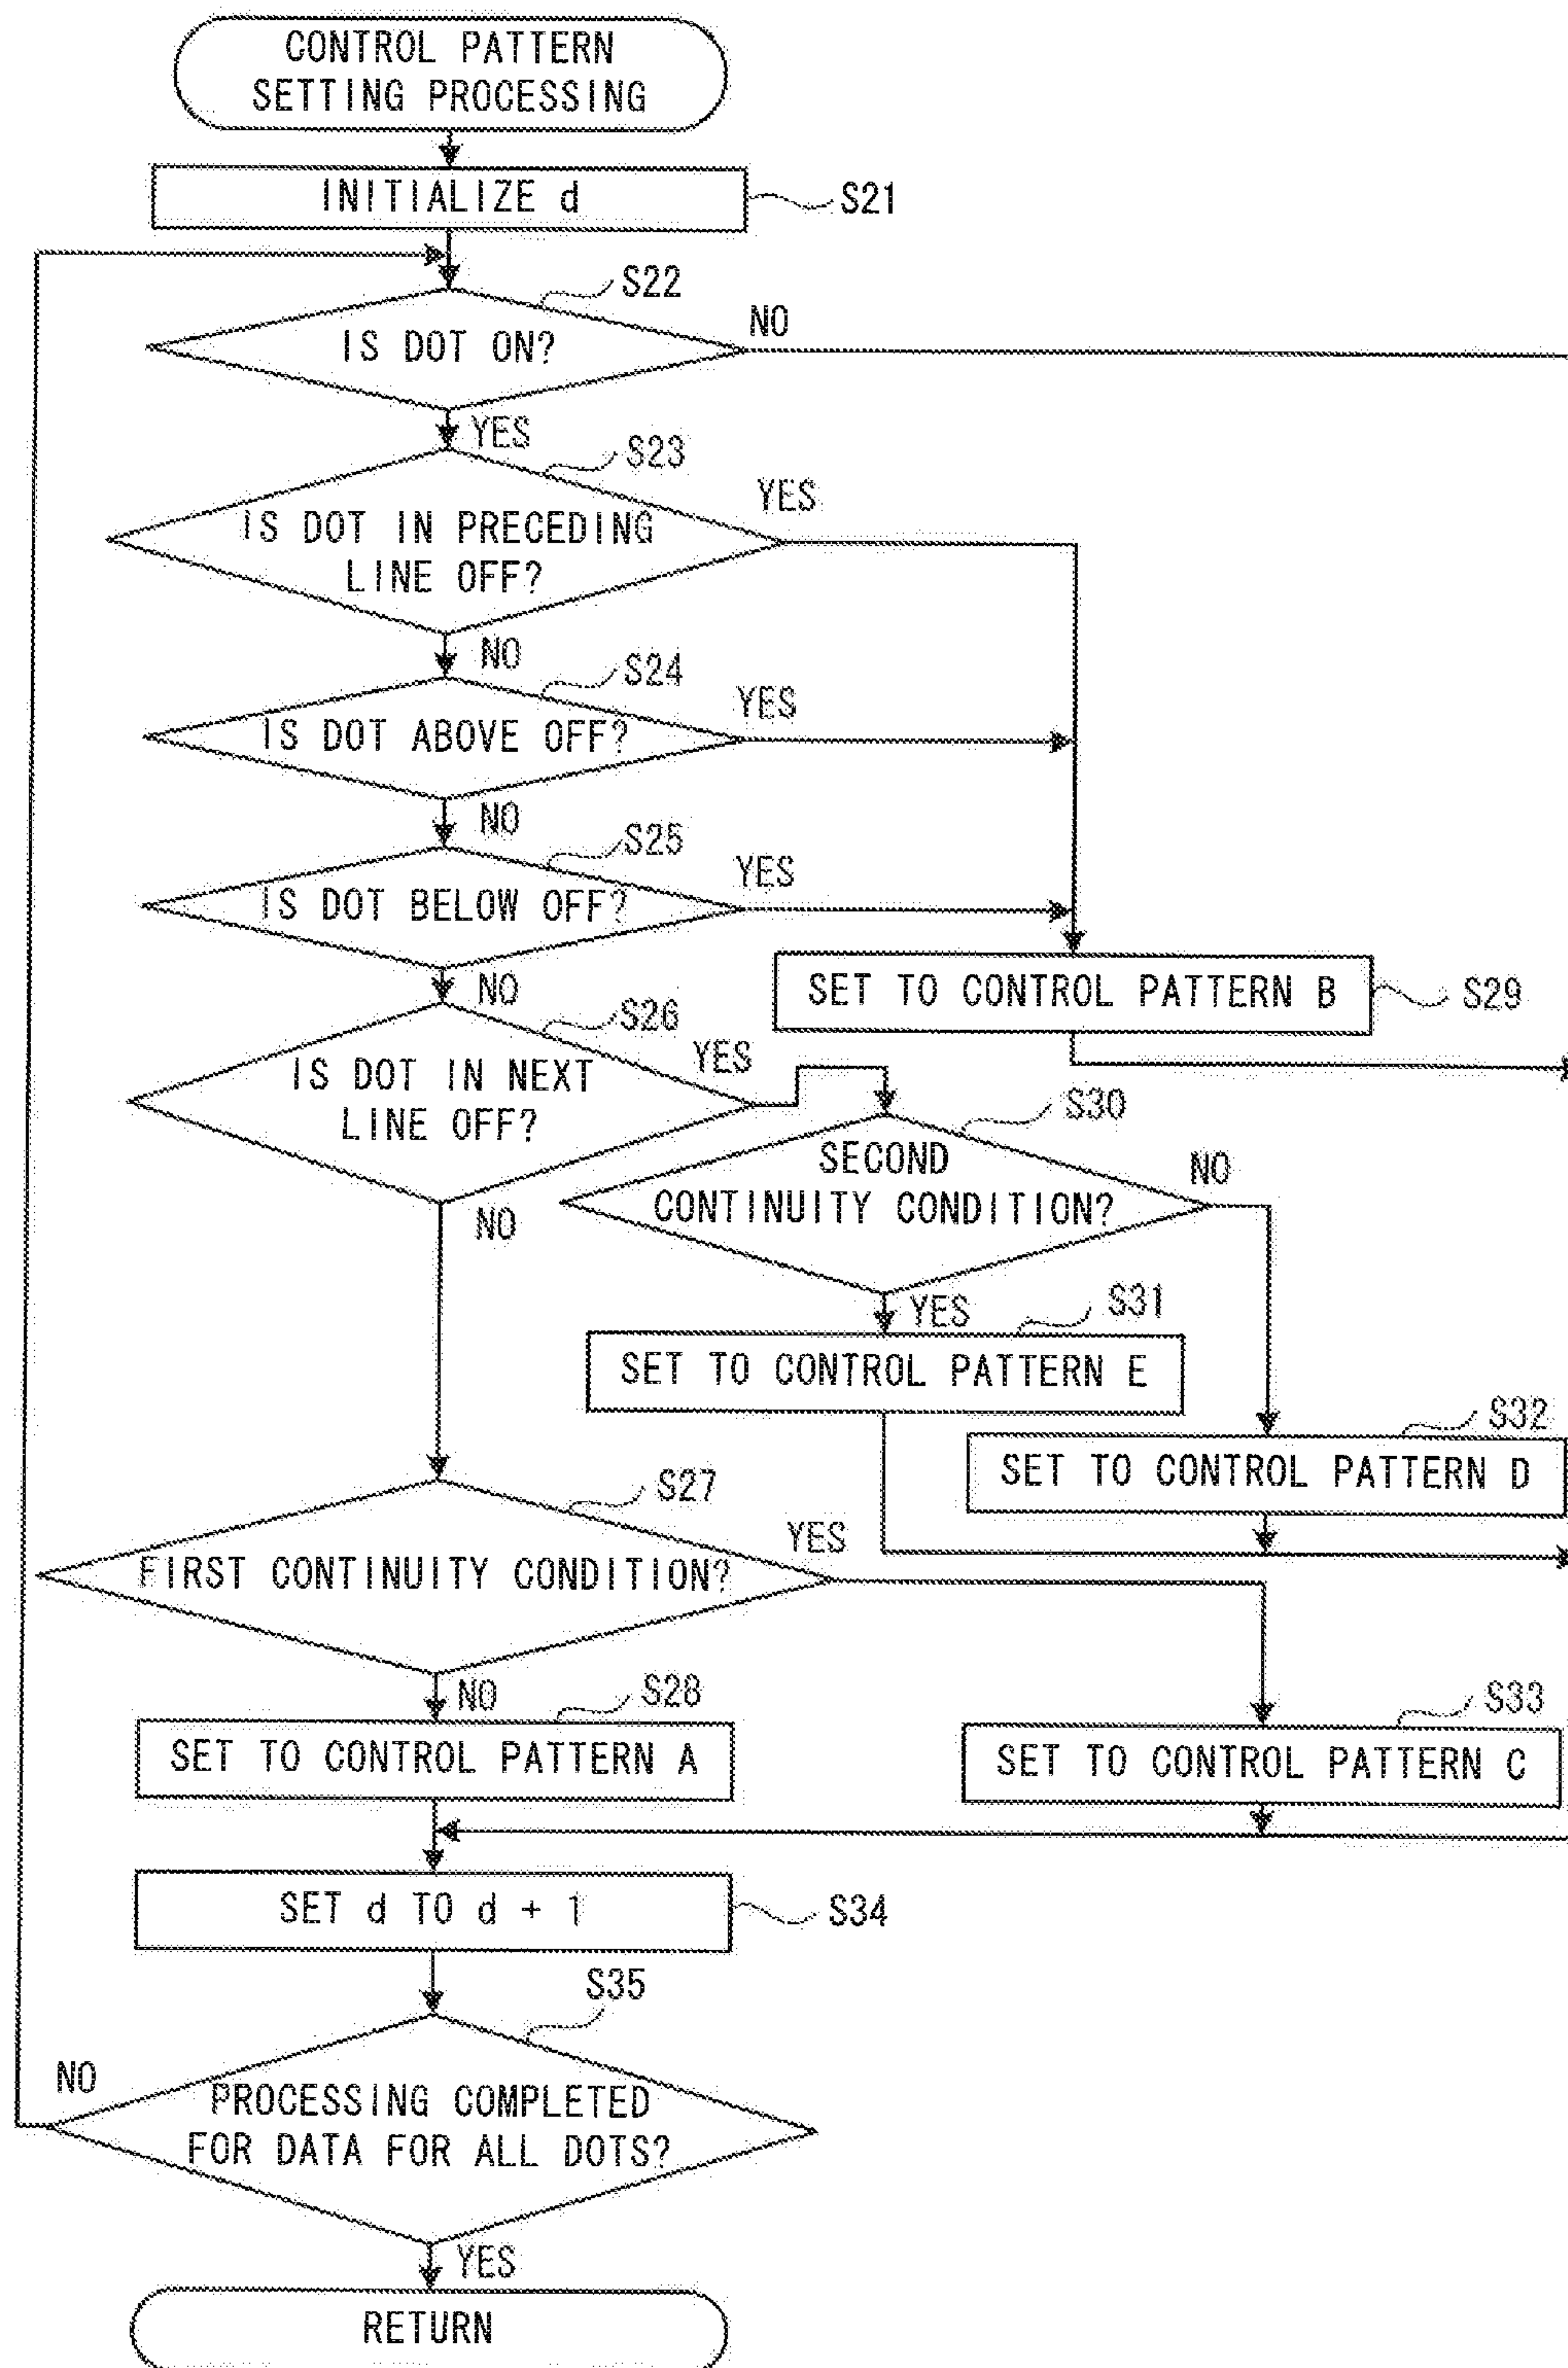 CONTROL PATTERN
SETTING PROCESSING
INITIALIZE d
S21
S22
IS DOT ON?
NO
YES
S23
IS DOT IN PRECEDING
LINE OFF?
YES
NO
S24
IS DOT ABOVE OFF?
YES
NO
S25
IS DOT BELOW OFF?
YES
NO
SET TO CONTROL PATTERN B
S29
S26
IS DOT IN NEXT
LINE OFF?
YES
NO
S30
SECOND
CONTINUITY CONDITION?
NO
YES
S31
SET TO CONTROL PATTERN E
S32
SET TO CONTROL PATTERN D
S27
FIRST CONTINUITY CONDITION?
YES
NO
S28
SET TO CONTROL PATTERN A
S33
SET TO CONTROL PATTERN C
SET d TO d + 1
S34
S35
PROCESSING COMPLETED
FOR DATA FOR ALL DOTS?
NO
YES
RETURN